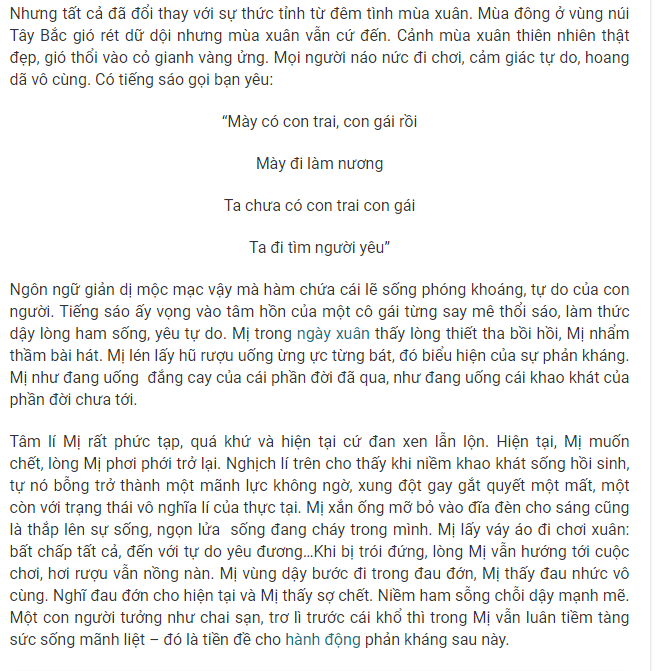 Nhưng tất cả đã đổi thay với sự thức tỉnh từ đêm tình mùa xuân. Mùa đông ở vùng núi
Tây Bắc gió rét dữ dội nhưng mùa xuân vẫn cứ đến. Cảnh mùa xuân thiên nhiên thật
đẹp, gió thổi vào cỏ gianh vàng ửng. Mọi người náo nức đi chơi, cảm giác tự do, hoang
dã vô cùng. Có tiếng sáo gọi bạn yêu:
“Mày có con trai, con gái rồi
Mày đi làm nương
Ta chưa có con trai con gái
Ta đi tìm người yêu”
Ngôn ngữ giản dị mộc mạc vậy mà hàm chứa cái lẽ sống phóng khoáng, tự do của con
người. Tiếng sáo ấy vọng vào tâm hồn của một cô gái từng say mê thổi sáo, làm thức
dậy lòng ham sống, yêu tự do. Mị trong ngày xuân thấy lòng thiết tha bồi hồi, Mị nhẩm
thầm bài hát. Mị lén lấy hũ rượu uống ừng ực từng bát, đó biểu hiện của sự phản kháng.
Mị như đang uống đắng cay của cái phần đời đã qua, như đang uống cái khao khát của
phần đời chưa tới.
Tâm lí Mị rất phức tạp, quá khứ và hiện tại cứ đan xen lẫn lộn. Hiện tại, Mị muốn
chết, lòng Mị phơi phới trở lại. Nghịch lí trên cho thấy khi niềm khao khát sống hồi sinh,
tự nó bỗng trở thành một mãnh lực không ngờ, xung đột gay gắt quyết một mất, một
còn với trạng thái vô nghĩa lí của thực tại. Mị xắn ống mỡ bỏ vào đĩa đèn cho sáng cũng
là thắp lên sự sống, ngọn lửa sống đang cháy trong mình. Mị lấy váy áo đi chơi xuân:
bất chấp tất cả, đến với tự do yêu đương...Khi bị trói đứng, lòng Mị vẫn hướng tới cuộc
chơi, hơi rượu vẫn nồng nàn. Mị vùng dậy bước đi trong đau đớn, Mị thấy đau nhức vô
cùng. Nghĩ đau đớn cho hiện tại và Mị thấy sợ chết. Niềm ham sỗng chỗi dậy mạnh mẽ.
Một con người tưởng như chai sạn, trơ lì trước cái khổ thì trong Mị vẫn luân tiềm tàng
sức sống mãnh liệt – đó là tiền đề cho hành động phản kháng sau này.